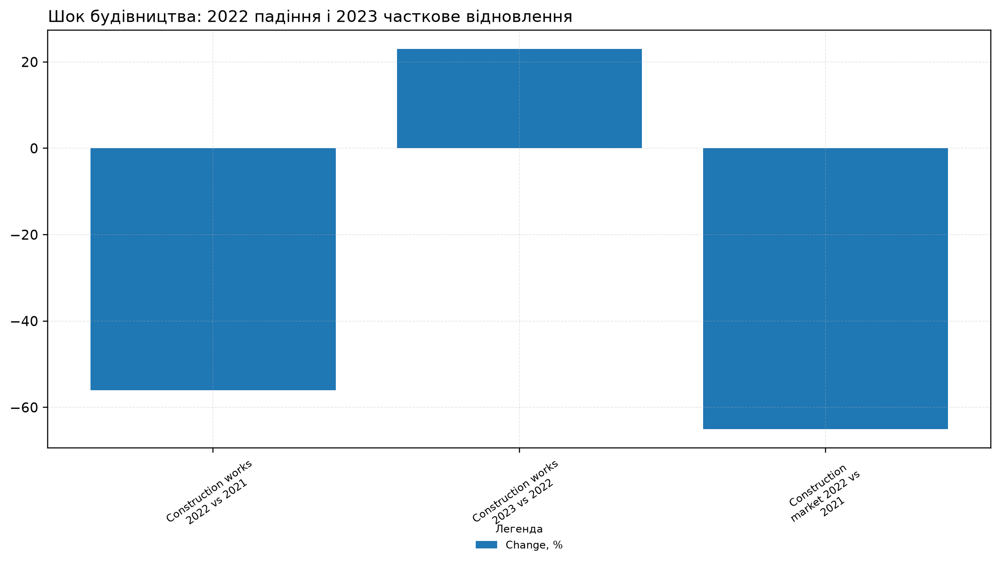 Шок будівництва: 2022 падіння і 2023 часткове відновлення
20
0
−20
−40
−60
Construction works
2022 vs 2021
Construction works
2023 vs 2022
Construction
market 2022 vs
2021
Легенда
Change, %